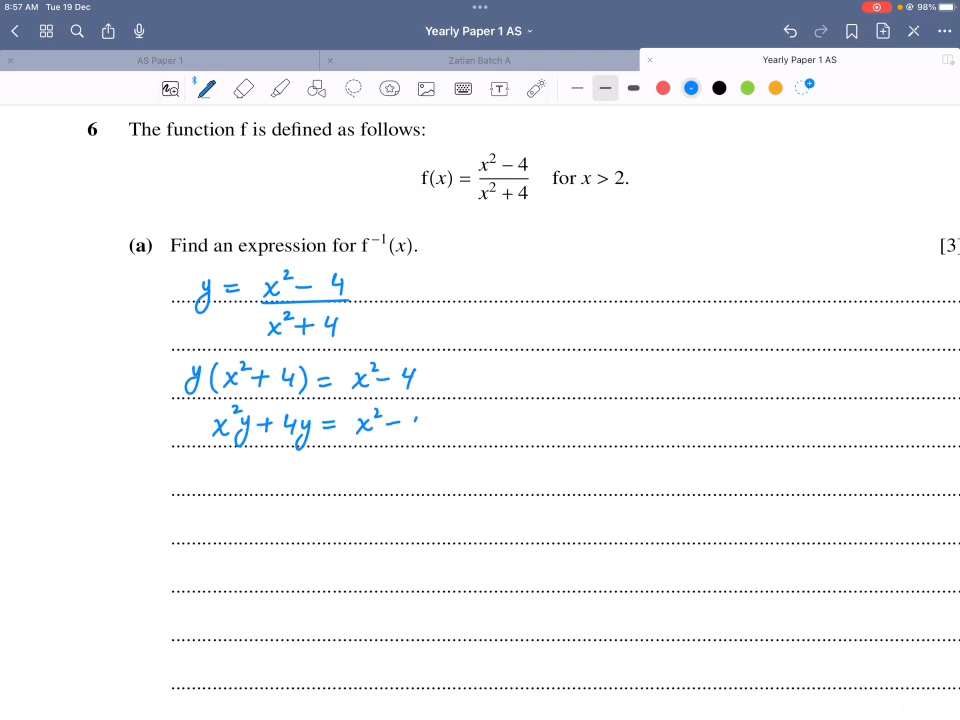 8:57 AM Tue 19 Dec
98%
Yearly Paper 1 AS
AS Paper 1
Zatian Batch A
Yearly Paper 1 AS
6 The function f is defined as follows:
f(x) = (x² − 4)/(x² + 4) for x > 2.
(a) Find an expression for f⁻¹(x). [3]
y = (x² − 4)/(x² + 4)
y(x² + 4) = x² − 4
x²y + 4y = x² −